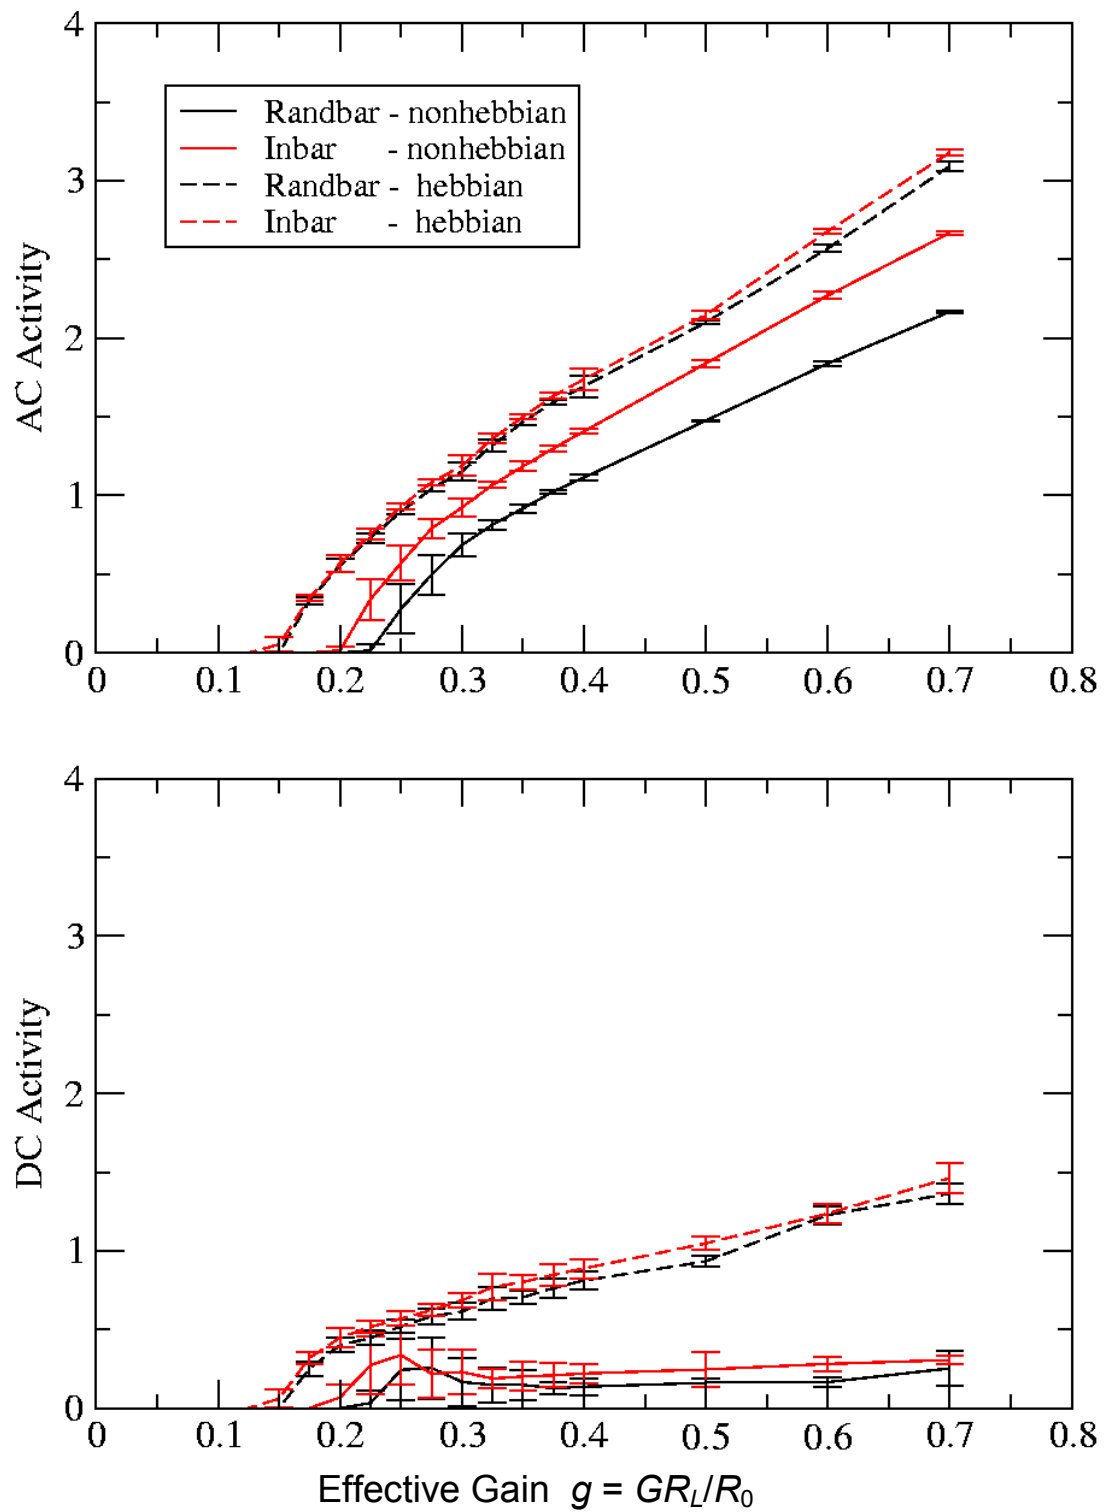 4
3
2
1
0
AC Activity
Randbar - nonhebbian
Inbar - nonhebbian
Randbar - hebbian
Inbar - hebbian
0 0.1 0.2 0.3 0.4 0.5 0.6 0.7 0.8
4
3
2
1
0
DC Activity
0 0.1 0.2 0.3 0.4 0.5 0.6 0.7 0.8
Effective Gain g = GRL/R0